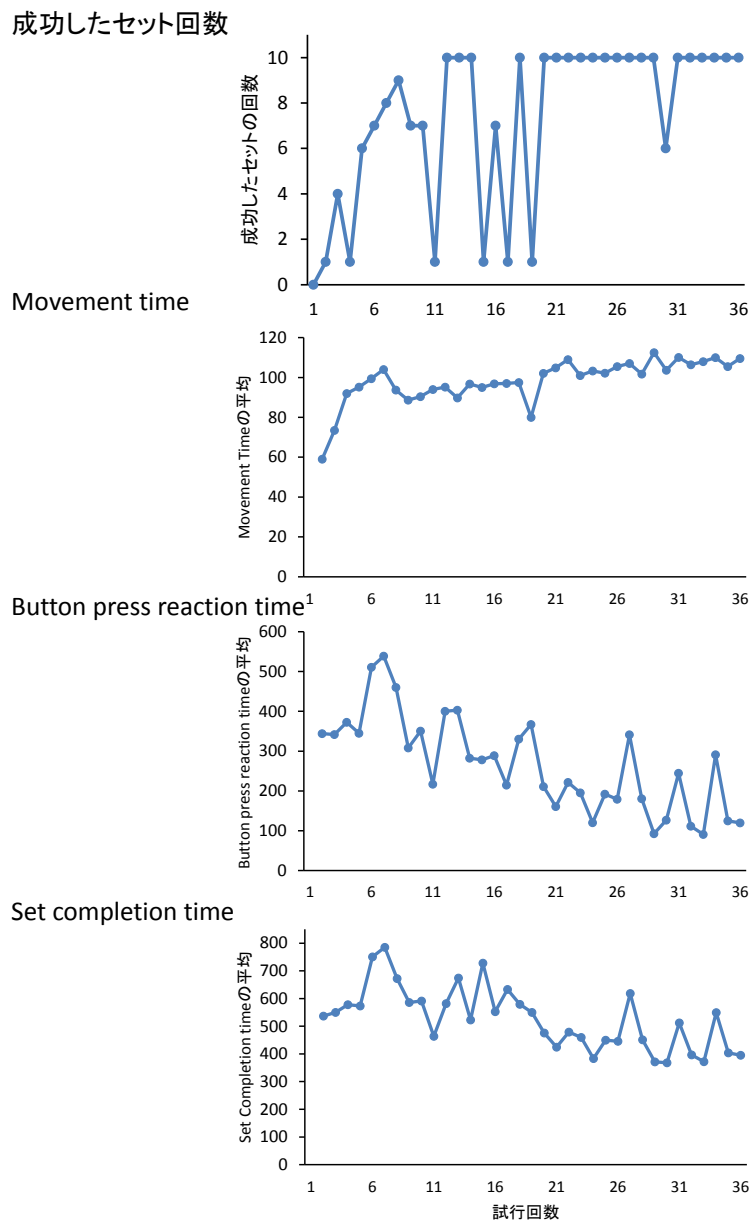 成功したセット回数
成功したセットの回数
10
8
6
4
2
0
1 6 11 16 21 26 31 36
Movement time
Movement Timeの平均
120
100
80
60
40
20
0
1 6 11 16 21 26 31 36
Button press reaction time
Button press reaction timeの平均
600
500
400
300
200
100
0
1 6 11 16 21 26 31 36
Set completion time
Set Completion timeの平均
800
700
600
500
400
300
200
100
0
1 6 11 16 21 26 31 36
試行回数